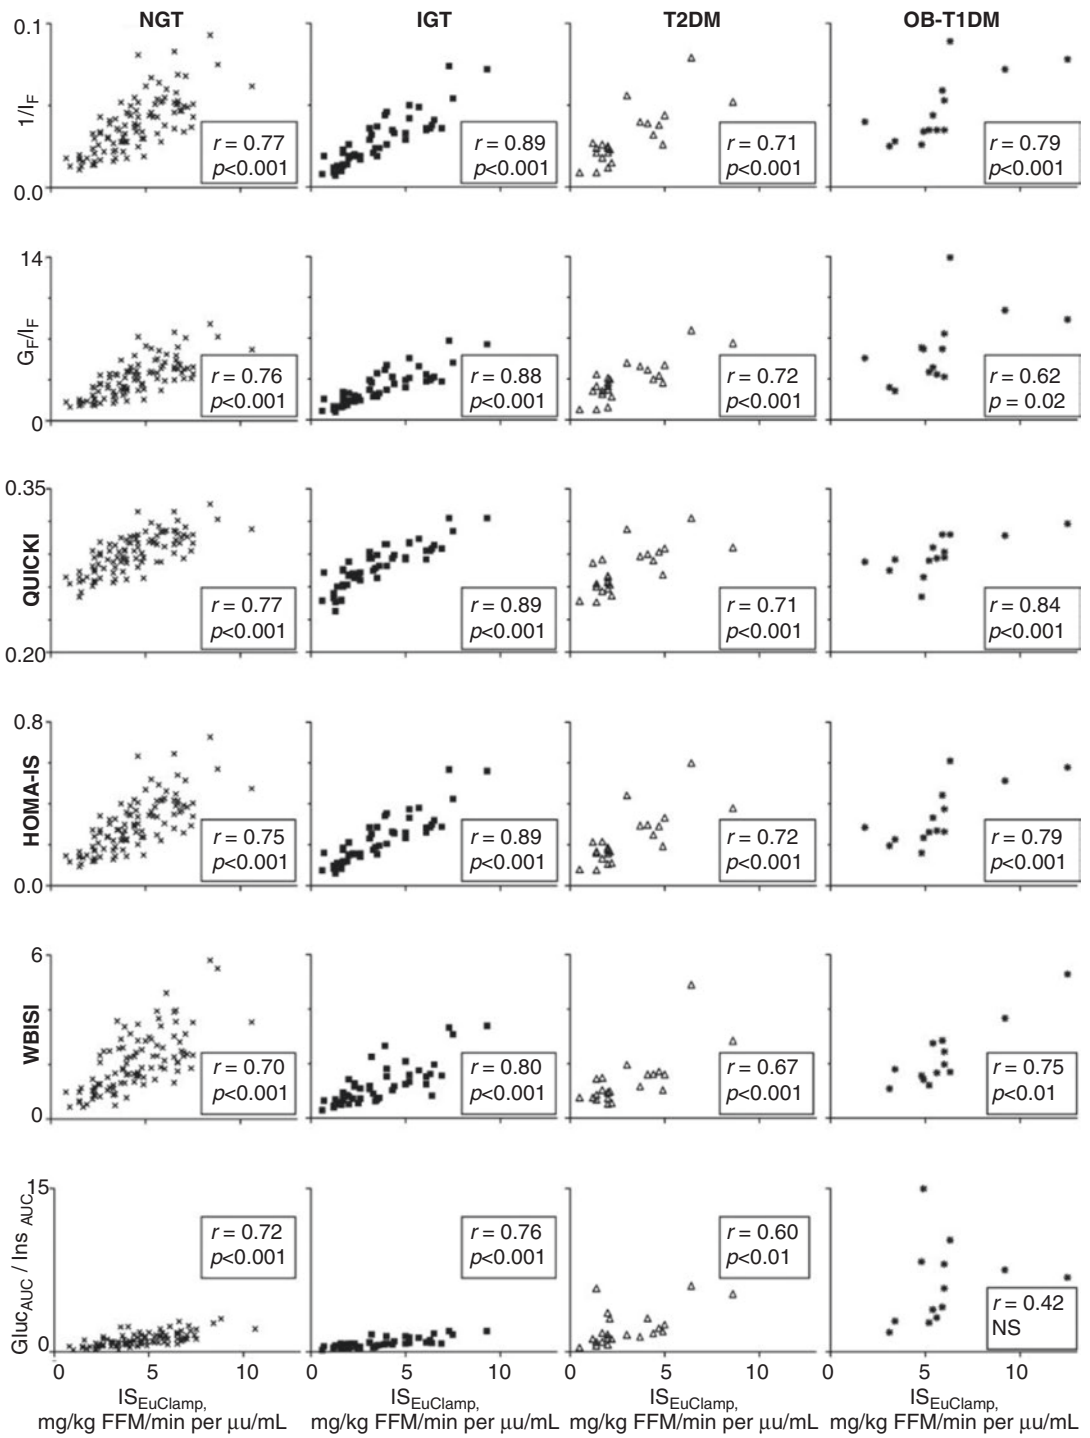 NGT IGT T2DM OB-T1DM
0.1
1/I_F
0.0
r = 0.77
p<0.001
r = 0.89
p<0.001
r = 0.71
p<0.001
r = 0.79
p<0.001
14
G_F/I_F
0
r = 0.76
p<0.001
r = 0.88
p<0.001
r = 0.72
p<0.001
r = 0.62
p = 0.02
0.35
QUICKI
0.20
r = 0.77
p<0.001
r = 0.89
p<0.001
r = 0.71
p<0.001
r = 0.84
p<0.001
0.8
HOMA-IS
0.0
r = 0.75
p<0.001
r = 0.89
p<0.001
r = 0.72
p<0.001
r = 0.79
p<0.001
6
WBISI
0
r = 0.70
p<0.001
r = 0.80
p<0.001
r = 0.67
p<0.001
r = 0.75
p<0.01
15
Gluc_AUC / Ins _AUC
0
r = 0.72
p<0.001
r = 0.76
p<0.001
r = 0.60
p<0.01
r = 0.42
NS
0 5 10 0 5 10 0 5 10 0 5 10
IS_EuClamp, IS_EuClamp, IS_EuClamp, IS_EuClamp,
mg/kg FFM/min per μu/mL mg/kg FFM/min per μu/mL mg/kg FFM/min per μu/mL mg/kg FFM/min per μu/mL